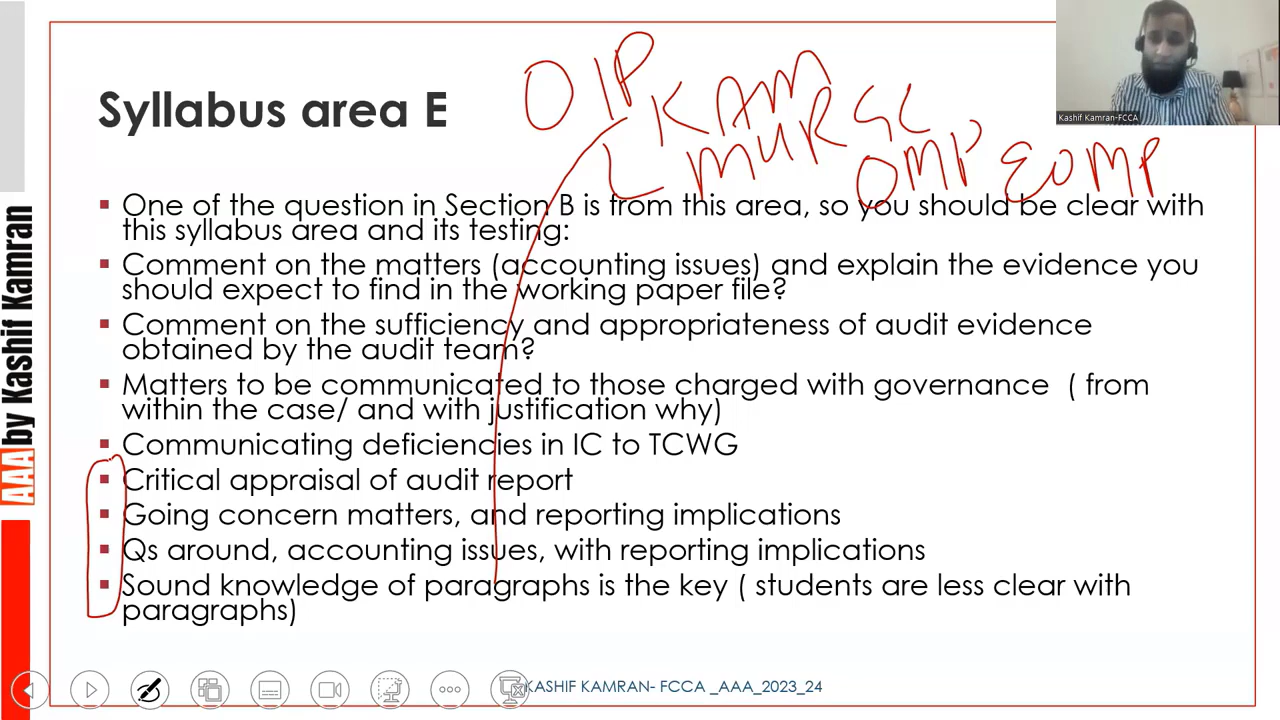 Syllabus area E
O IP
KAM
GC
L MUR
OMP
EOMP
Kashif Kamran-FCCA
AAA by Kashif Kamran
▪ One of the question in Section B is from this area, so you should be clear with
this syllabus area and its testing:
▪ Comment on the matters (accounting issues) and explain the evidence you
should expect to find in the working paper file?
▪ Comment on the sufficiency and appropriateness of audit evidence
obtained by the audit team?
▪ Matters to be communicated to those charged with governance ( from
within the case/ and with justification why)
▪ Communicating deficiencies in IC to TCWG
▪ Critical appraisal of audit report
▪ Going concern matters, and reporting implications
▪ Qs around, accounting issues, with reporting implications
▪ Sound knowledge of paragraphs is the key ( students are less clear with
paragraphs)
KASHIF KAMRAN- FCCA _AAA_2023_24